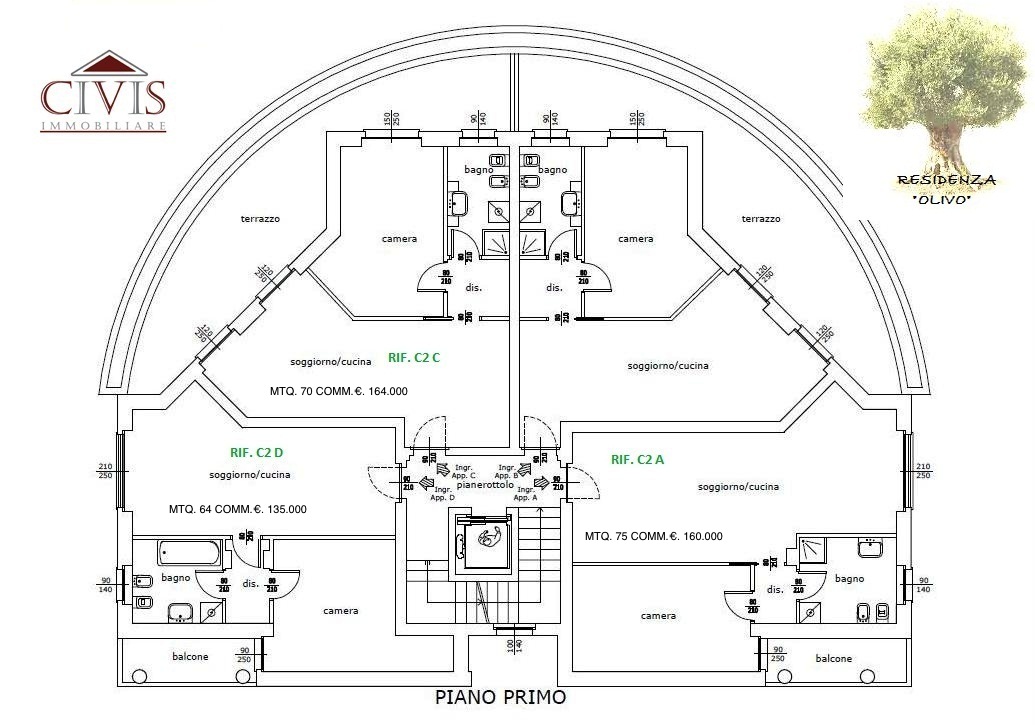 CIVIS
IMMOBILIARE
RESIDENZA
"OLIVO"
150
250
90
140
90
140
150
250
bagno
bagno
terrazzo
camera
camera
terrazzo
80
210
80
210
120
250
80
210
80
210
120
250
dis.
dis.
80
210
80
210
120
250
120
250
soggiorno/cucina
RIF. C2 C
soggiorno/cucina
MTQ. 70 COMM.€. 164.000
RIF. C2 D
90
210
90
210
RIF. C2 A
210
250
soggiorno/cucina
Ingr.
App. C
Ingr.
App. B
210
250
90
210
pianerottolo
90
210
soggiorno/cucina
Ingr.
App. D
Ingr.
App. A
MTQ. 64 COMM.€. 135.000
MTQ. 75 COMM.€. 160.000
80
210
80
210
90
140
bagno
80
210
dis.
80
210
dis.
80
210
bagno
90
140
camera
80
210
camera
100
140
balcone
90
250
90
250
balcone
PIANO PRIMO